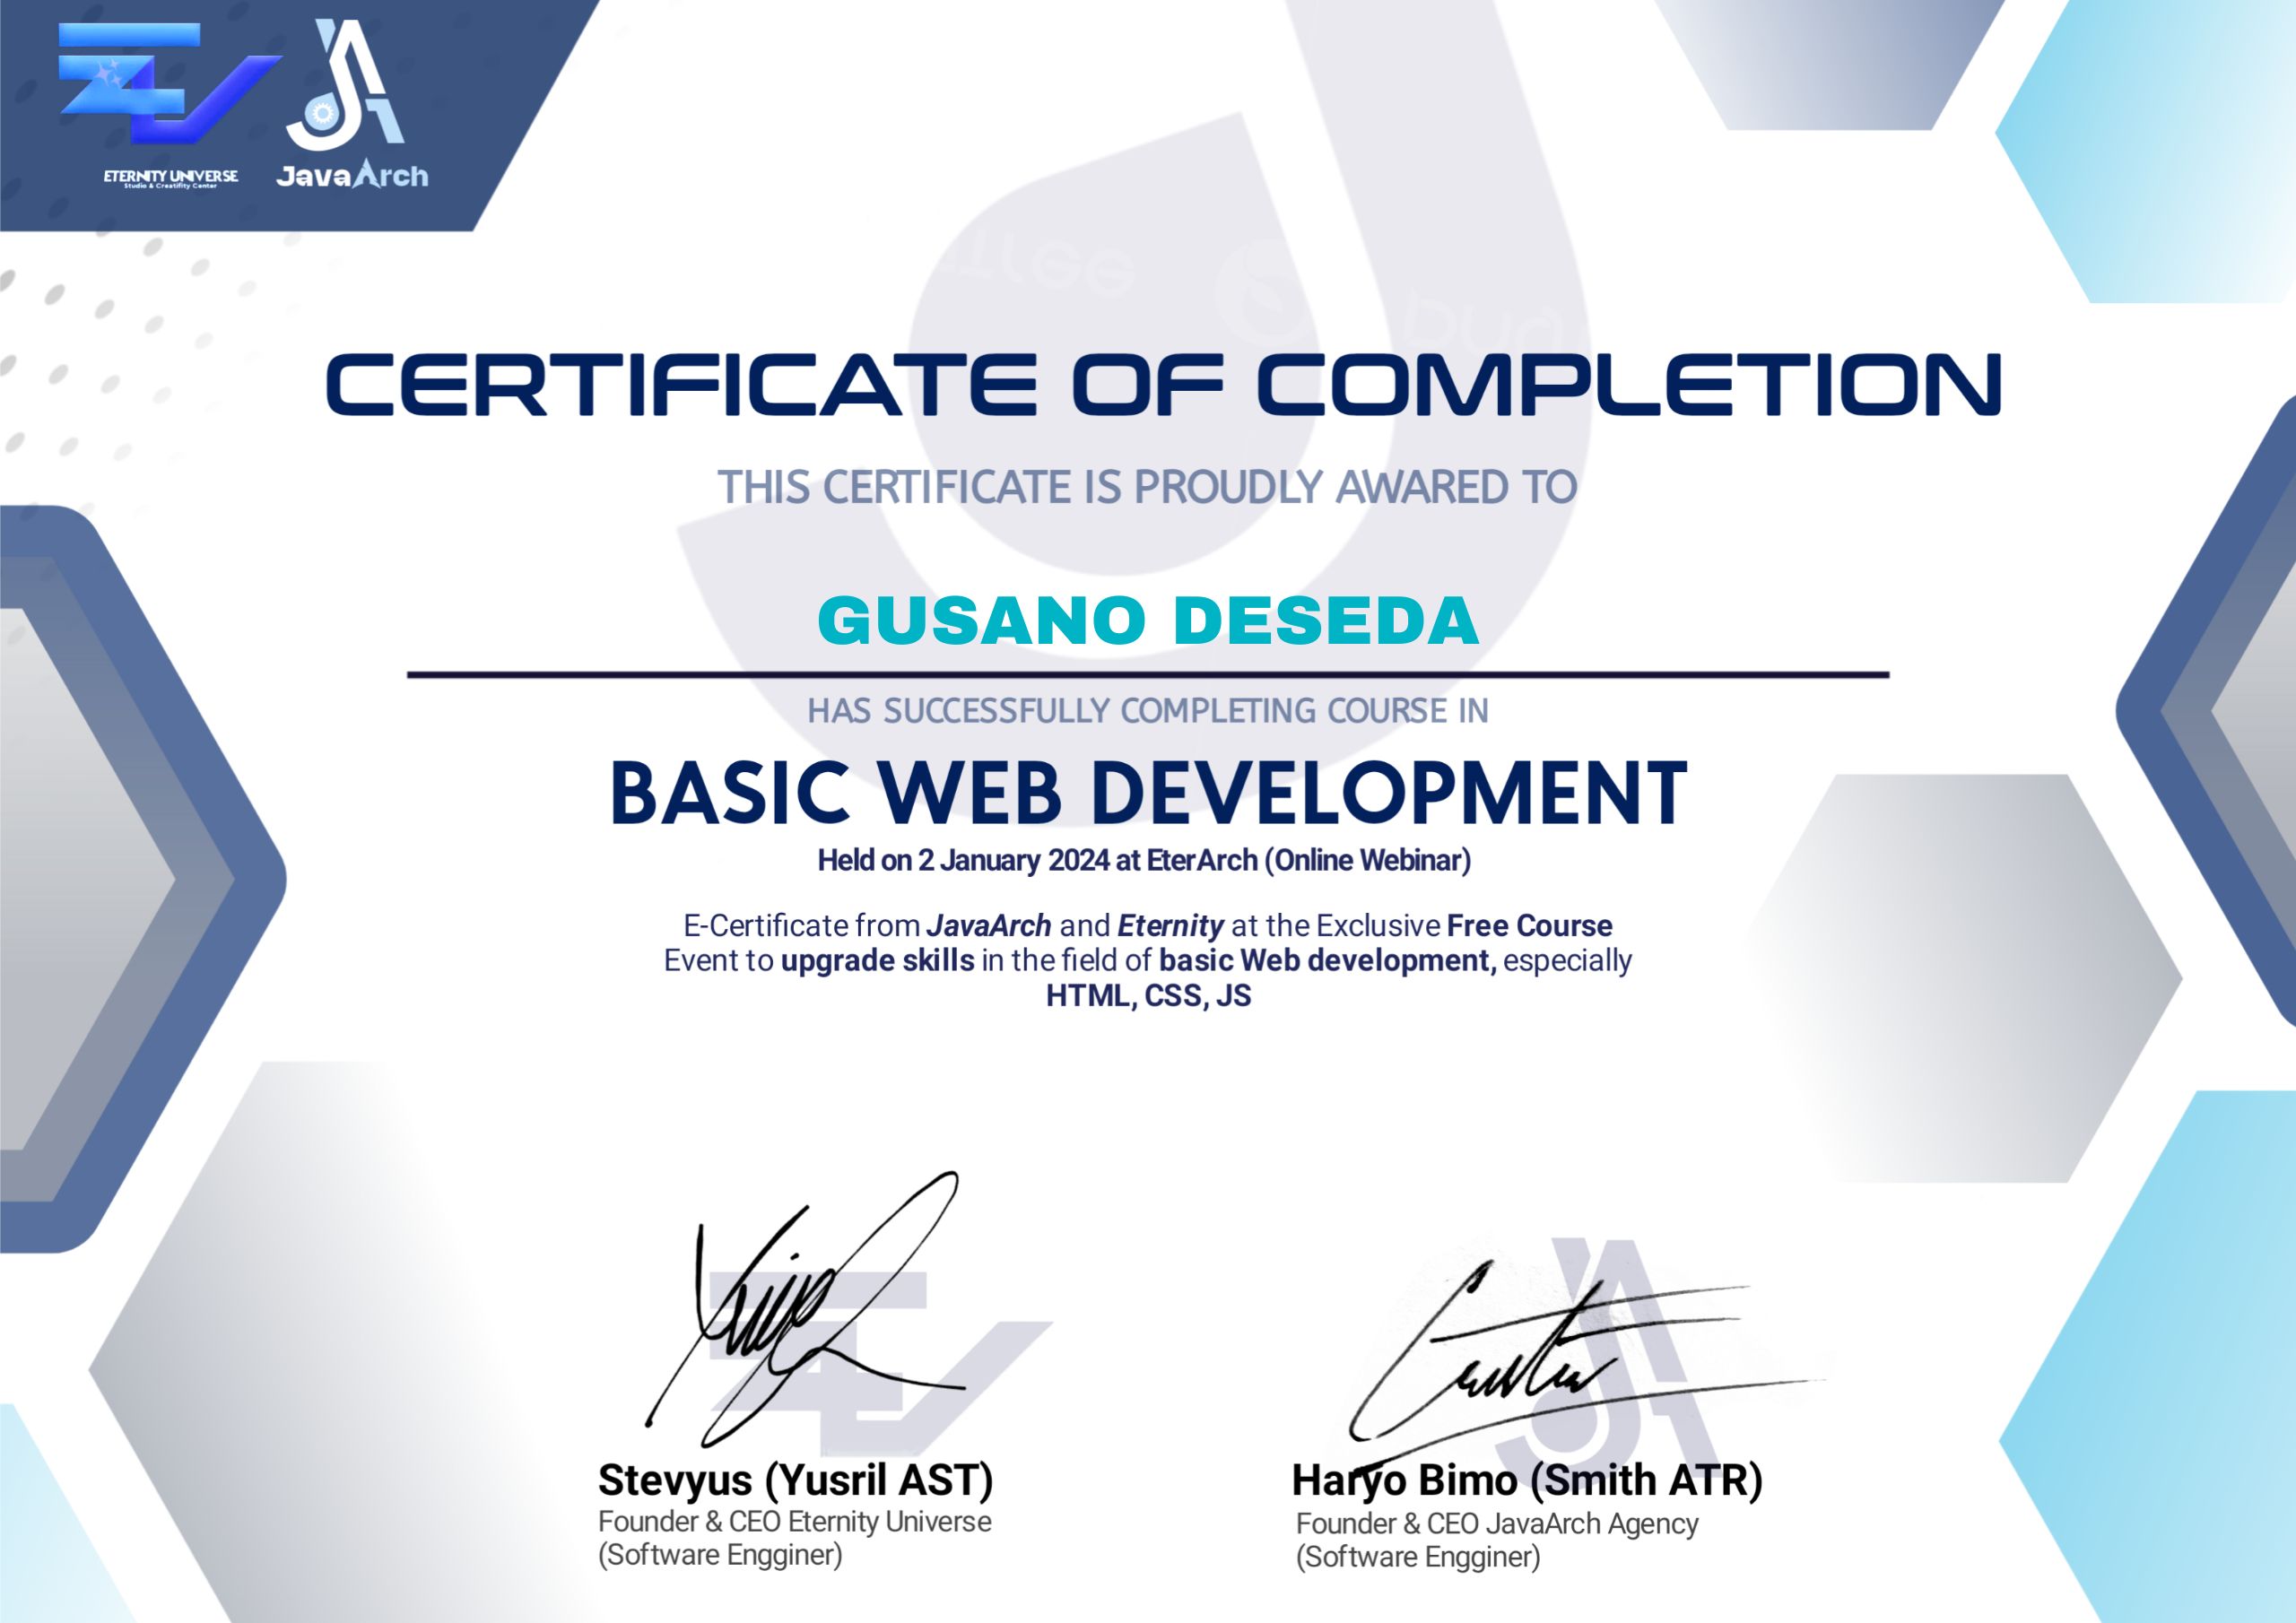 ETERNITY UNIVERSE
Studio & Creatifity Center
JavaArch
CERTIFICATE OF COMPLETION
THIS CERTIFICATE IS PROUDLY AWARED TO
GUSANO DESEDA
HAS SUCCESSFULLY COMPLETING COURSE IN
BASIC WEB DEVELOPMENT
Held on 2 January 2024 at EterArch (Online Webinar)
E-Certificate from JavaArch and Eternity at the Exclusive Free Course
Event to upgrade skills in the field of basic Web development, especially
HTML, CSS, JS
Stevyus (Yusril AST)
Founder & CEO Eternity Universe
(Software Engginer)
Haryo Bimo (Smith ATR)
Founder & CEO JavaArch Agency
(Software Engginer)